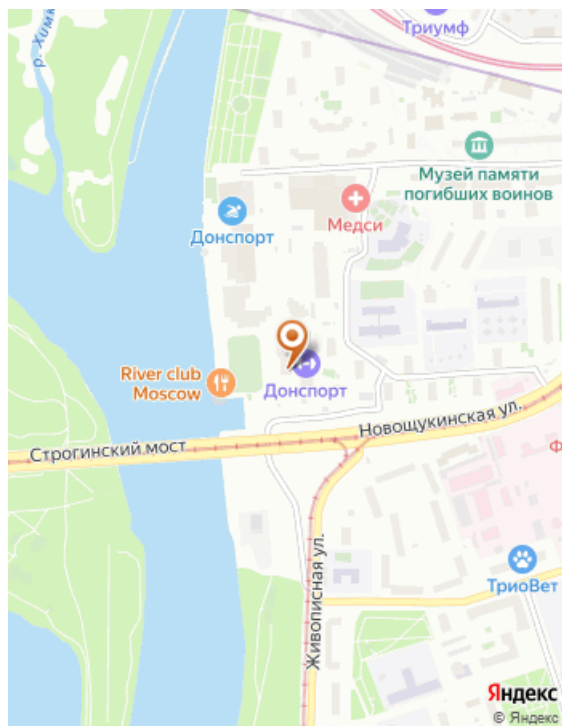 Триумф
р. Химк
Музей памяти
погибших воинов
Медси
Донспорт
River club
Moscow
Донспорт
Новощукинская ул.
Строгинский мост
Ф
Живописная ул.
ТриоВет
Яндекс
© Яндекс